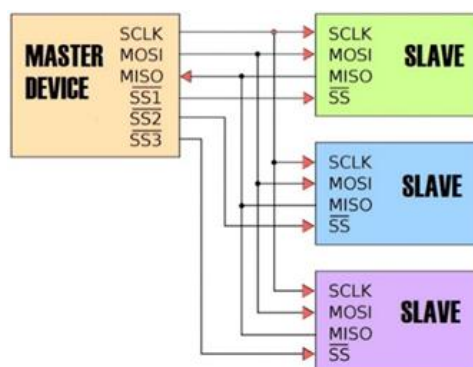 MASTER
DEVICE
SCLK
MOSI
MISO
SS1
SS2
SS3
SCLK
MOSI
MISO
SS
SLAVE
SCLK
MOSI
MISO
SS
SLAVE
SCLK
MOSI
MISO
SS
SLAVE